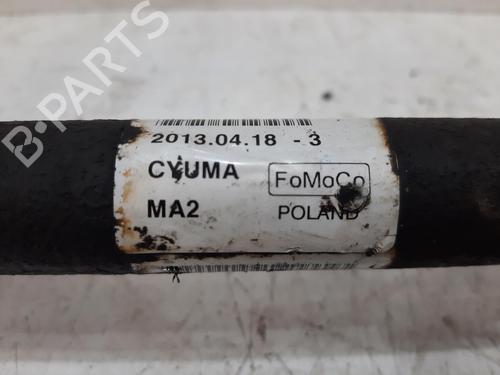 B-PARTS
2013.04.18 - 3
CYUMA FoMoCo
MA2 POLAND